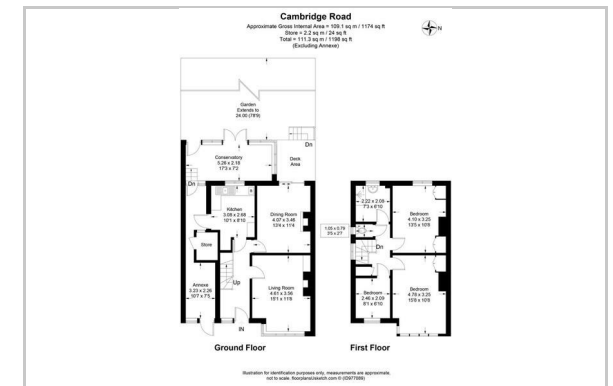 Cambridge Road
Approximate Gross Internal Area = 109.1 sq m / 1174 sq ft
Store = 2.2 sq m / 24 sq ft
Total = 111.3 sq m / 1198 sq ft
(Excluding Annexe)
N
Garden
Extends to
24.00 (78'9)
Dn
Conservatory
5.26 x 2.18
17'3 x 7'2
Deck
Area
Dn
Kitchen
3.08 x 2.68
10'1 x 8'10
Dining Room
4.07 x 3.46
13'4 x 11'4
Store
Annexe
3.23 x 2.26
10'7 x 7'5
Up
Living Room
4.61 x 3.56
15'1 x 11'8
IN
Ground Floor
2.22 x 2.09
7'3 x 6'10
Bedroom
4.10 x 3.25
13'5 x 10'8
1.05 x 0.79
3'5 x 2'7
Dn
Bedroom
2.46 x 2.09
8'1 x 6'10
Bedroom
4.78 x 3.25
15'8 x 10'8
First Floor
Illustration for identification purposes only, measurements are approximate,
not to scale. floorplansUsketch.com © (ID977899)